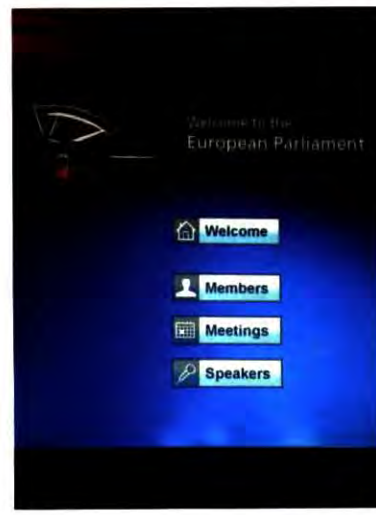 Welcome to the
European Parliament
Welcome
Members
Meetings
Speakers